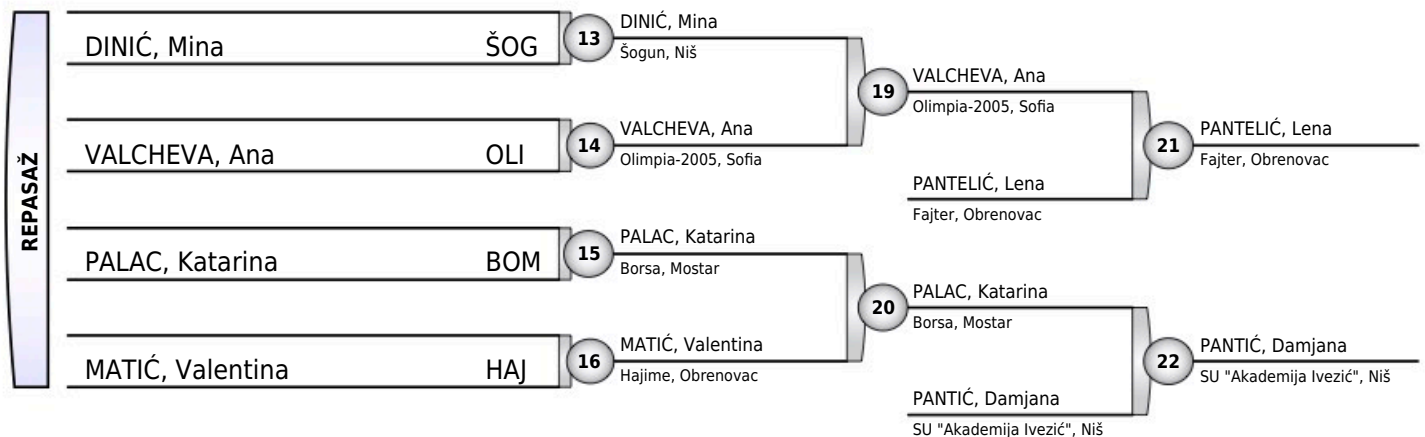 REPASAŽ
DINIĆ, Mina ŠOG
VALCHEVA, Ana OLI
PALAC, Katarina BOM
MATIĆ, Valentina HAJ
13
DINIĆ, Mina
Šogun, Niš
14
VALCHEVA, Ana
Olimpia-2005, Sofia
15
PALAC, Katarina
Borsa, Mostar
16
MATIĆ, Valentina
Hajime, Obrenovac
19
VALCHEVA, Ana
Olimpia-2005, Sofia
PANTELIĆ, Lena
Fajter, Obrenovac
20
PALAC, Katarina
Borsa, Mostar
PANTIĆ, Damjana
SU "Akademija Ivezić", Niš
21
PANTELIĆ, Lena
Fajter, Obrenovac
22
PANTIĆ, Damjana
SU "Akademija Ivezić", Niš